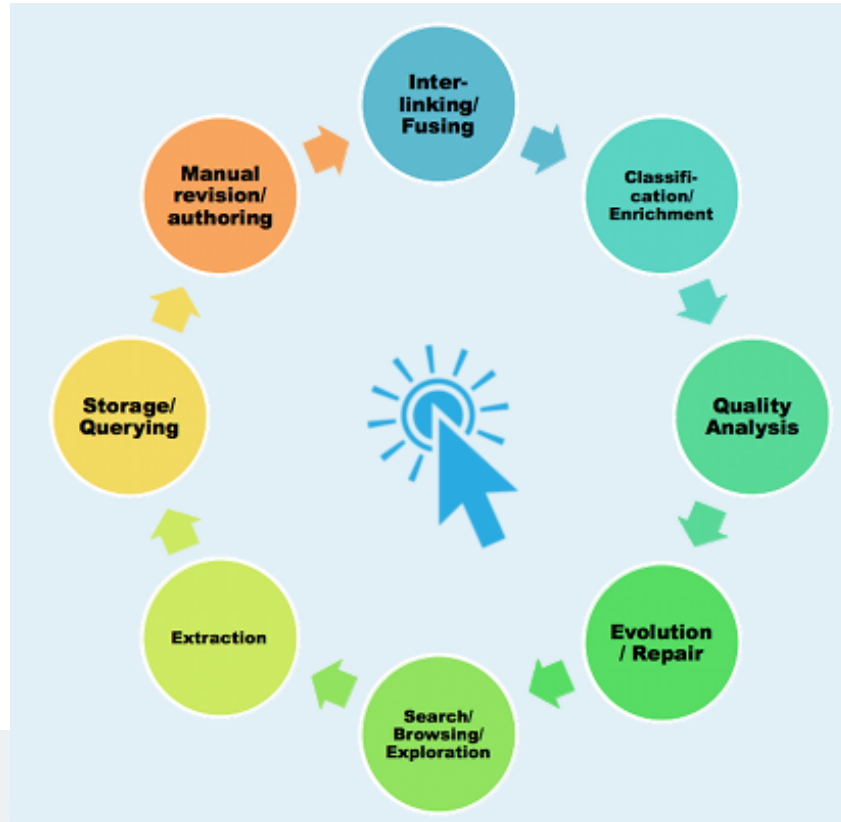 Inter-
linking/
Fusing
Classifi-
cation/
Enrichment
Quality
Analysis
Evolution
/ Repair
Search/
Browsing/
Exploration
Extraction
Storage/
Querying
Manual
revision/
authoring